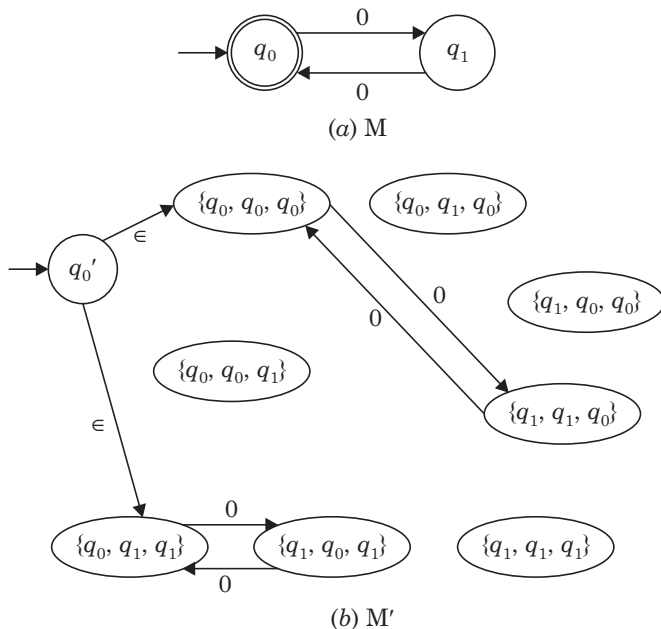 0
q₀ q₁
0
(a) M
{q₀, q₀, q₀} {q₀, q₁, q₀}
∈
q₀′
0
{q₁, q₀, q₀}
0
{q₀, q₀, q₁}
{q₁, q₁, q₀}
∈
0
{q₀, q₁, q₁} {q₁, q₀, q₁} {q₁, q₁, q₁}
0
(b) M′